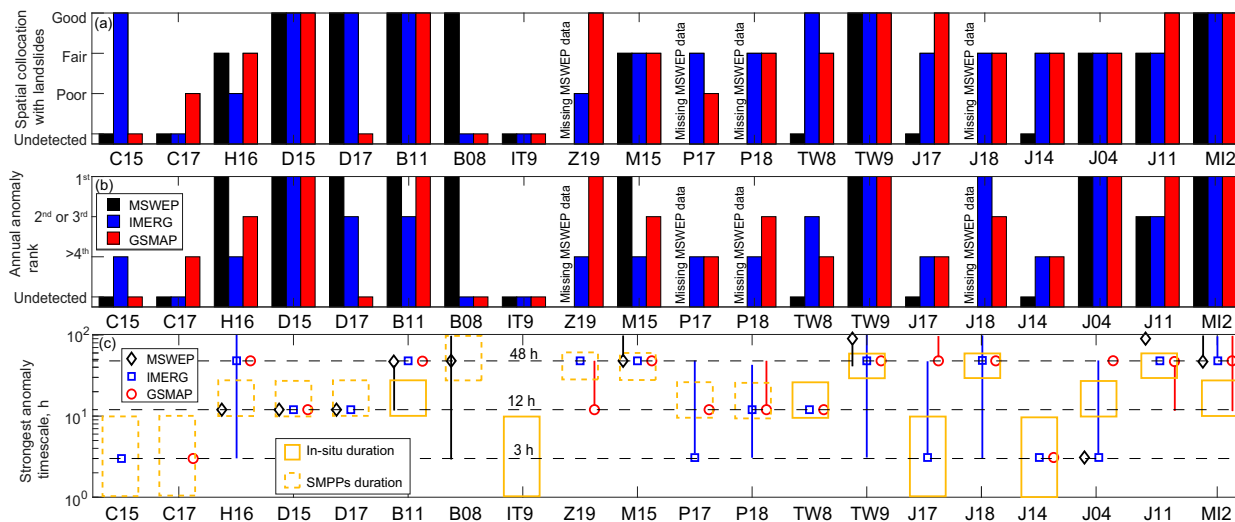 (a)
Spatial collocation
with landslides
Good
Fair
Poor
Undetected
Missing MSWEP data
Missing MSWEP data
Missing MSWEP data
Missing MSWEP data
C15 C17 H16 D15 D17 B11 B08 IT9 Z19 M15 P17 P18 TW8 TW9 J17 J18 J14 J04 J11 MI2
(b)
Annual anomaly
rank
1st
2nd or 3rd
>4th
Undetected
MSWEP
IMERG
GSMAP
Missing MSWEP data
Missing MSWEP data
Missing MSWEP data
Missing MSWEP data
C15 C17 H16 D15 D17 B11 B08 IT9 Z19 M15 P17 P18 TW8 TW9 J17 J18 J14 J04 J11 MI2
(c)
Strongest anomaly
timescale, h
10²
10¹
10⁰
MSWEP
IMERG
GSMAP
48 h
12 h
3 h
In-situ duration
SMPPs duration
C15 C17 H16 D15 D17 B11 B08 IT9 Z19 M15 P17 P18 TW8 TW9 J17 J18 J14 J04 J11 MI2